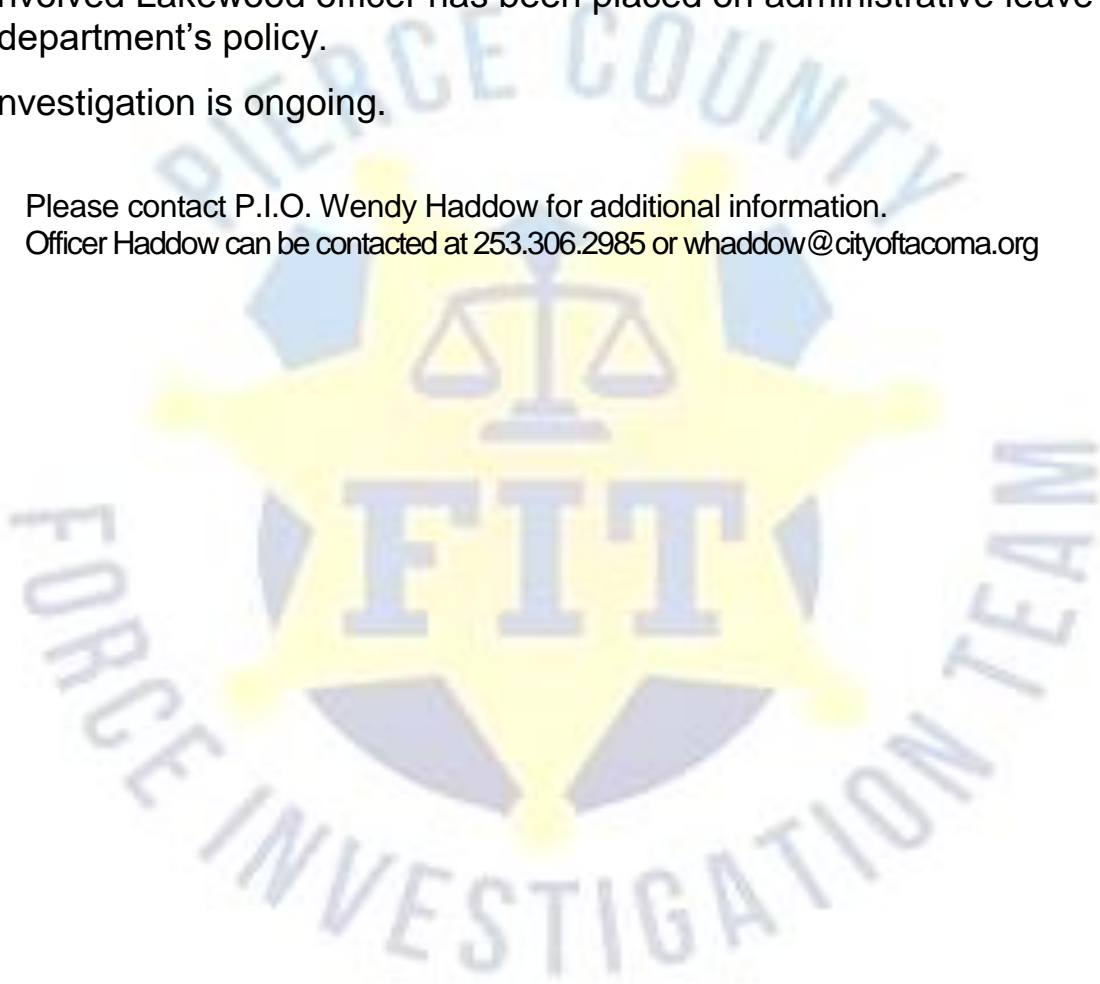 nvolved Lakewood officer has been placed on administrative leave
department’s policy.
nvestigation is ongoing.
Please contact P.I.O. Wendy Haddow for additional information.
Officer Haddow can be contacted at 253.306.2985 or whaddow@cityoftacoma.org
PIERCE COUNTY
FIT
FORCE INVESTIGATION TEAM